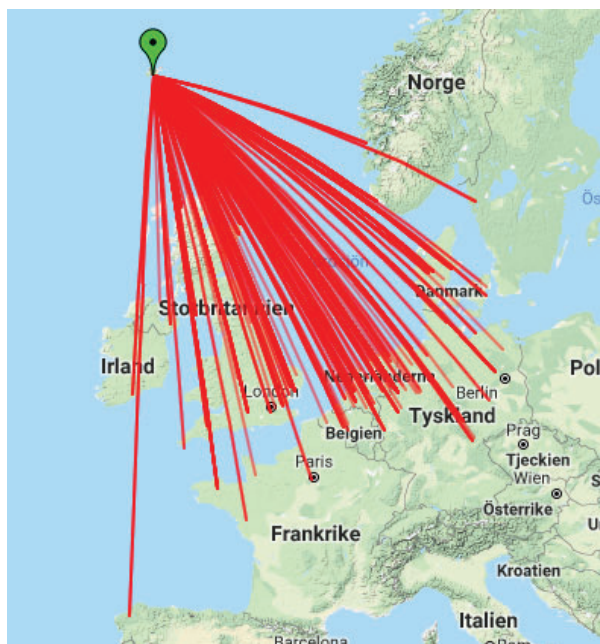 Norge
Ös
Danmark
Storbritannien
Irland
Nederländerna
Pol
London
Berlin
Tyskland
Belgien
Prag
Paris
Tjeckien
Wien
Österrike
Frankrike
Kroatien
Italien
Barcelona